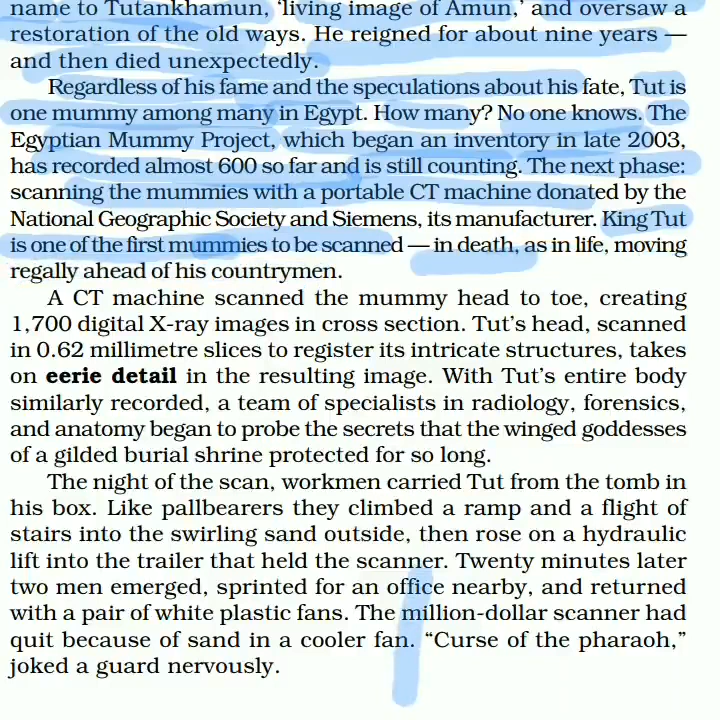 name to Tutankhamun, ‘living image of Amun,’ and oversaw a
restoration of the old ways. He reigned for about nine years —
and then died unexpectedly.
Regardless of his fame and the speculations about his fate, Tut is
one mummy among many in Egypt. How many? No one knows. The
Egyptian Mummy Project, which began an inventory in late 2003,
has recorded almost 600 so far and is still counting. The next phase:
scanning the mummies with a portable CT machine donated by the
National Geographic Society and Siemens, its manufacturer. King Tut
is one of the first mummies to be scanned — in death, as in life, moving
regally ahead of his countrymen.
A CT machine scanned the mummy head to toe, creating
1,700 digital X-ray images in cross section. Tut’s head, scanned
in 0.62 millimetre slices to register its intricate structures, takes
on eerie detail in the resulting image. With Tut’s entire body
similarly recorded, a team of specialists in radiology, forensics,
and anatomy began to probe the secrets that the winged goddesses
of a gilded burial shrine protected for so long.
The night of the scan, workmen carried Tut from the tomb in
his box. Like pallbearers they climbed a ramp and a flight of
stairs into the swirling sand outside, then rose on a hydraulic
lift into the trailer that held the scanner. Twenty minutes later
two men emerged, sprinted for an office nearby, and returned
with a pair of white plastic fans. The million-dollar scanner had
quit because of sand in a cooler fan. “Curse of the pharaoh,”
joked a guard nervously.